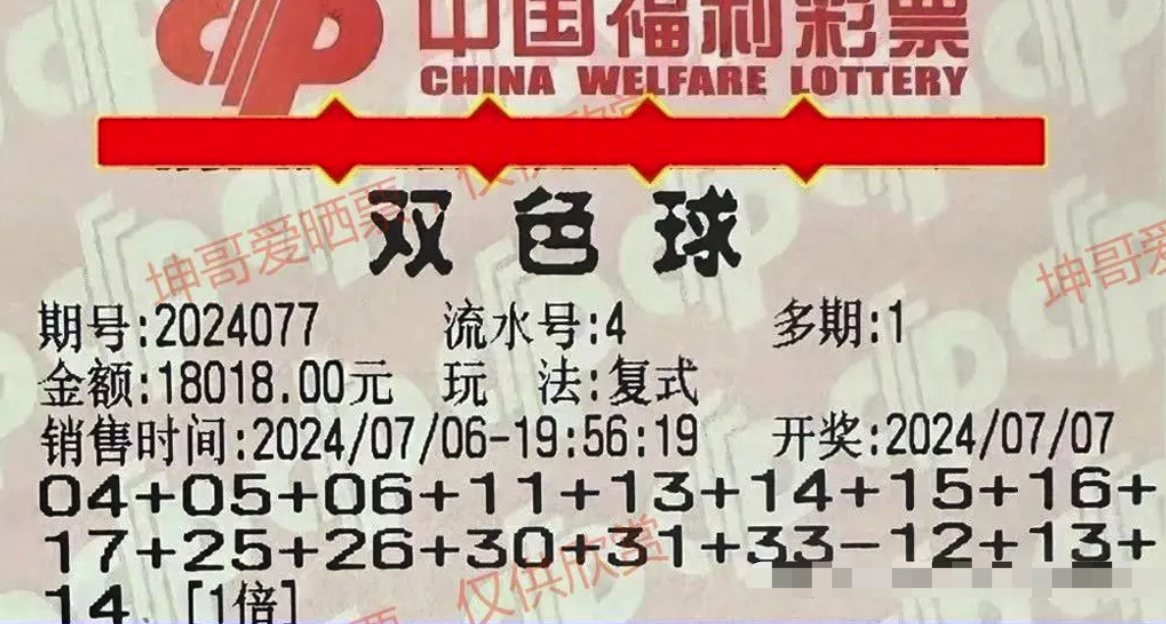 中国福利彩票
CHINA WELFARE LOTTERY
双色球
期号:2024077 流水号:4 多期:1
金额:18018.00元 玩 法:复式
销售时间:2024/07/06-19:56:19 开奖:2024/07/07
04+05+06+11+13+14+15+16+
17+25+26+30+31+33-12+13+
14 [1倍]
坤哥爱晒票
仅供欣赏
坤哥
仅供欣赏